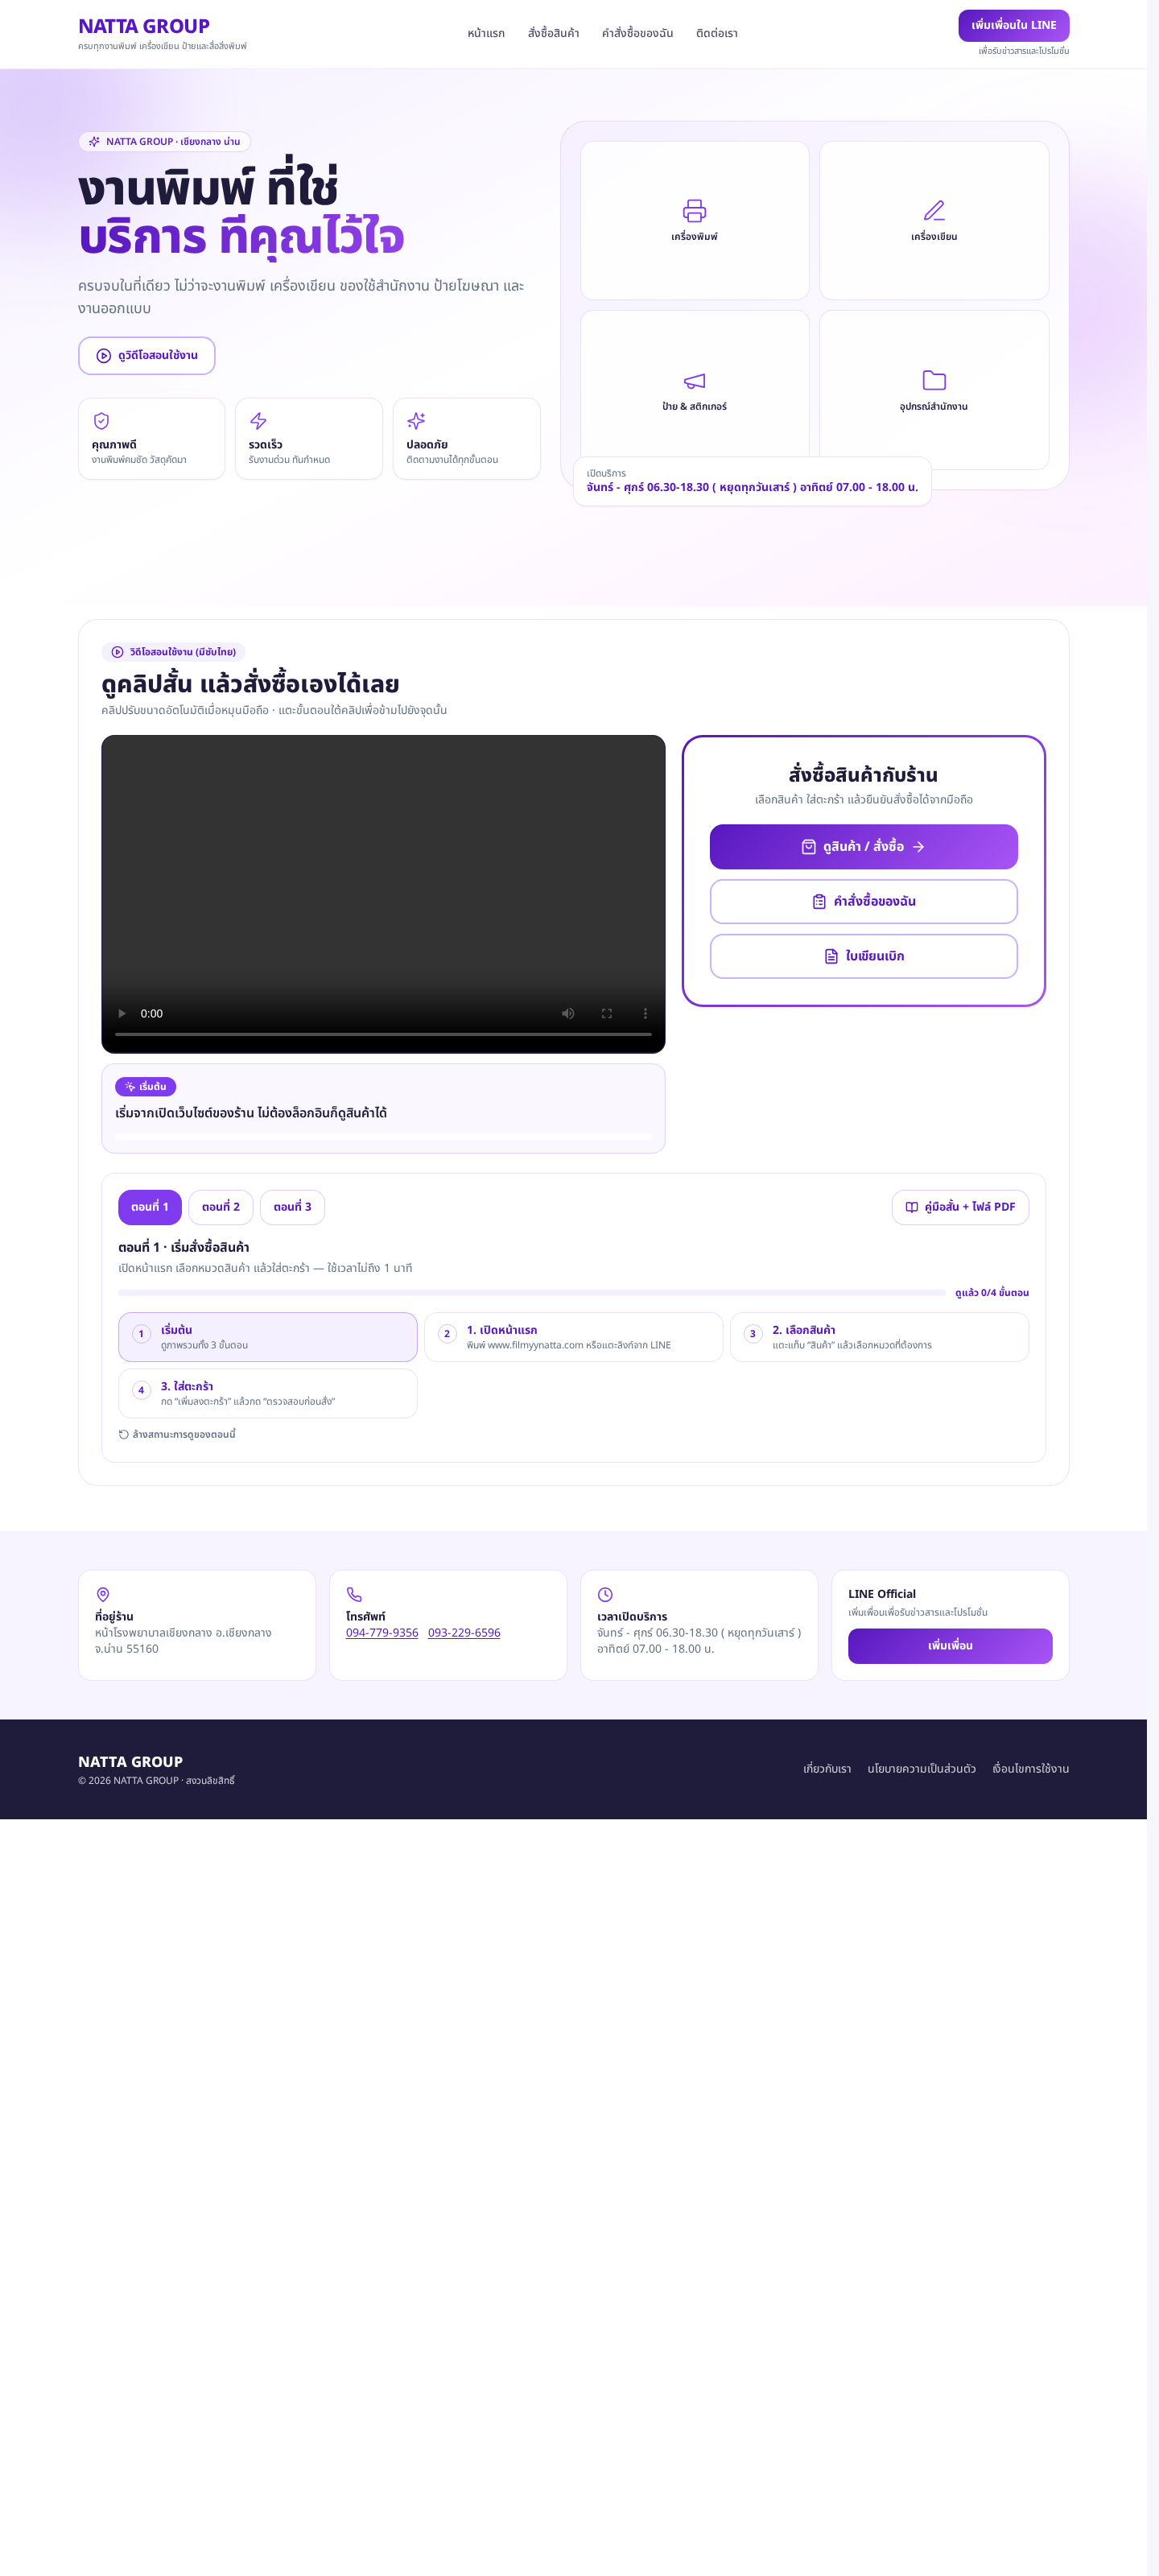 NATTA GROUP
ครบทุกงานพิมพ์ เครื่องเขียน ป้ายและสื่อสิ่งพิมพ์
หน้าแรก
สั่งซื้อสินค้า
คำสั่งซื้อของฉัน
ติดต่อเรา
เพิ่มเพื่อนใน LINE
เพื่อรับข่าวสารและโปรโมชั่น
NATTA GROUP · เชียงกลาง น่าน
งานพิมพ์ ที่ใช่
บริการ ที่คุณไว้ใจ
ครบจบในที่เดียว ไม่ว่าจะงานพิมพ์ เครื่องเขียน ของใช้สำนักงาน ป้ายโฆษณา และ
งานออกแบบ
ดูวิดีโอสอนใช้งาน
คุณภาพดี
งานพิมพ์คมชัด วัสดุคัดมา
รวดเร็ว
รับงานด่วน ทันกำหนด
ปลอดภัย
ติดตามงานได้ทุกขั้นตอน
เครื่องพิมพ์
เครื่องเขียน
ป้าย & สติกเกอร์
อุปกรณ์สำนักงาน
เปิดบริการ
จันทร์ - ศุกร์ 06.30-18.30 ( หยุดทุกวันเสาร์ ) อาทิตย์ 07.00 - 18.00 น.
วิดีโอสอนใช้งาน (มีซับไทย)
ดูคลิปสั้น แล้วสั่งซื้อเองได้เลย
คลิปปรับขนาดอัตโนมัติเมื่อหมุนมือถือ · แตะขั้นตอนใต้คลิปเพื่อข้ามไปยังจุดนั้น
0:00
เริ่มต้น
เริ่มจากเปิดเว็บไซต์ของร้าน ไม่ต้องล็อกอินก็ดูสินค้าได้
สั่งซื้อสินค้ากับร้าน
เลือกสินค้า ใส่ตะกร้า แล้วยืนยันสั่งซื้อได้จากมือถือ
ดูสินค้า / สั่งซื้อ
คำสั่งซื้อของฉัน
ใบเขียนเบิก
ตอนที่ 1
ตอนที่ 2
ตอนที่ 3
คู่มือสั้น + ไฟล์ PDF
ตอนที่ 1 · เริ่มสั่งซื้อสินค้า
เปิดหน้าแรก เลือกหมวดสินค้า แล้วใส่ตะกร้า — ใช้เวลาไม่ถึง 1 นาที
ดูแล้ว 0/4 ขั้นตอน
1
เริ่มต้น
ดูภาพรวมทั้ง 3 ขั้นตอน
2
1. เปิดหน้าแรก
พิมพ์ www.filmyynatta.com หรือแตะลิงก์จาก LINE
3
2. เลือกสินค้า
แตะแท็บ “สินค้า” แล้วเลือกหมวดที่ต้องการ
4
3. ใส่ตะกร้า
กด “เพิ่มลงตะกร้า” แล้วกด “ตรวจสอบก่อนสั่ง”
ล้างสถานะการดูของตอนนี้
ที่อยู่ร้าน
หน้าโรงพยาบาลเชียงกลาง อ.เชียงกลาง
จ.น่าน 55160
โทรศัพท์
094-779-9356 093-229-6596
เวลาเปิดบริการ
จันทร์ - ศุกร์ 06.30-18.30 ( หยุดทุกวันเสาร์ )
อาทิตย์ 07.00 - 18.00 น.
LINE Official
เพิ่มเพื่อนเพื่อรับข่าวสารและโปรโมชั่น
เพิ่มเพื่อน
NATTA GROUP
© 2026 NATTA GROUP · สงวนลิขสิทธิ์
เกี่ยวกับเรา
นโยบายความเป็นส่วนตัว
เงื่อนไขการใช้งาน